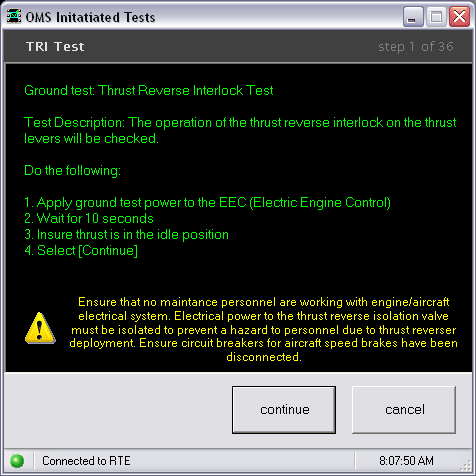 OMS Initatiated Tests
TRI Test
step 1 of 36
Ground test: Thrust Reverse Interlock Test
Test Description: The operation of the thrust reverse interlock on the thrust
levers will be checked.
Do the following:
1. Apply ground test power to the EEC (Electric Engine Control)
2. Wait for 10 seconds
3. Insure thrust is in the idle position
4. Select [Continue]
Ensure that no maintance personnel are working with engine/aircraft
electrical system. Electrical power to the thrust reverse isolation valve
must be isolated to prevent a hazard to personnel due to thrust reverser
deployment. Ensure circuit breakers for aircraft speed brakes have been
disconnected.
continue
cancel
Connected to RTE
8:07:50 AM